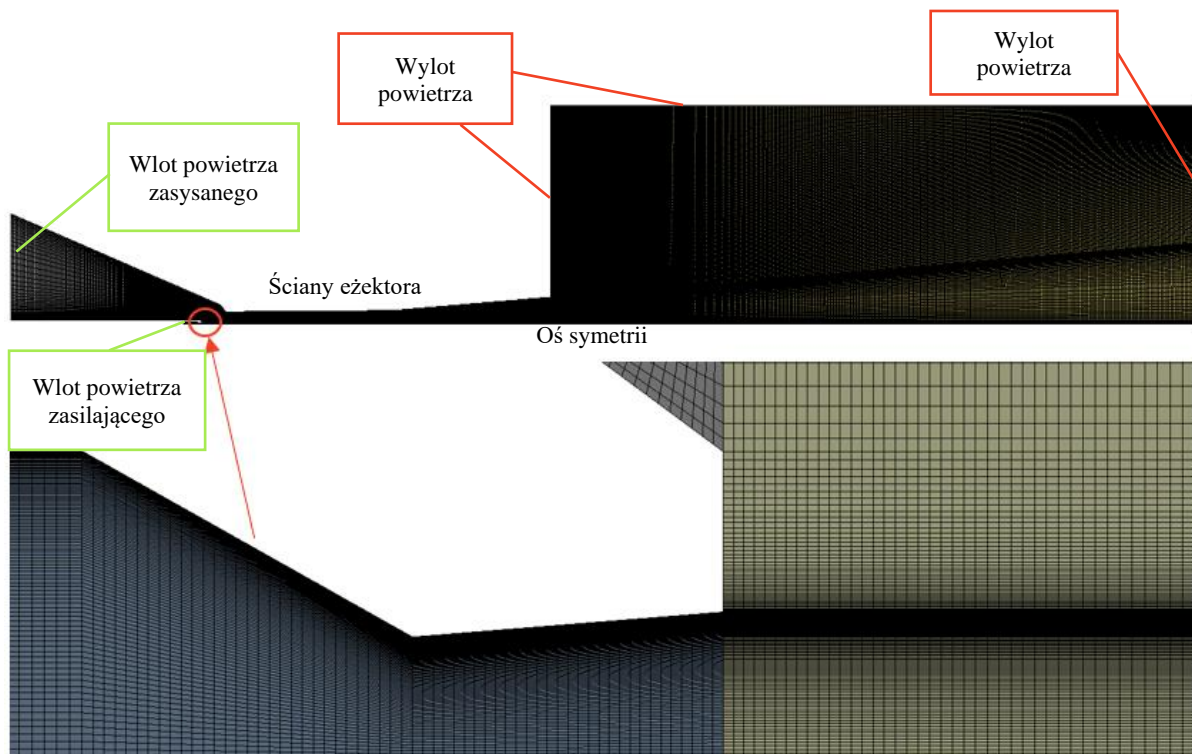 Wylot
powietrza
Wylot
powietrza
Wlot powietrza
zasysanego
Ściany eżektora
Oś symetrii
Wlot powietrza
zasilającego